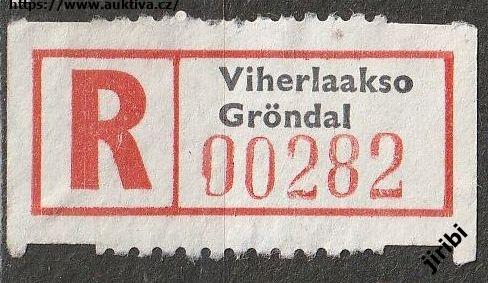 https://www.auktiva.cz/
R
Viherlaakso
Gröndal
00282
jiribi